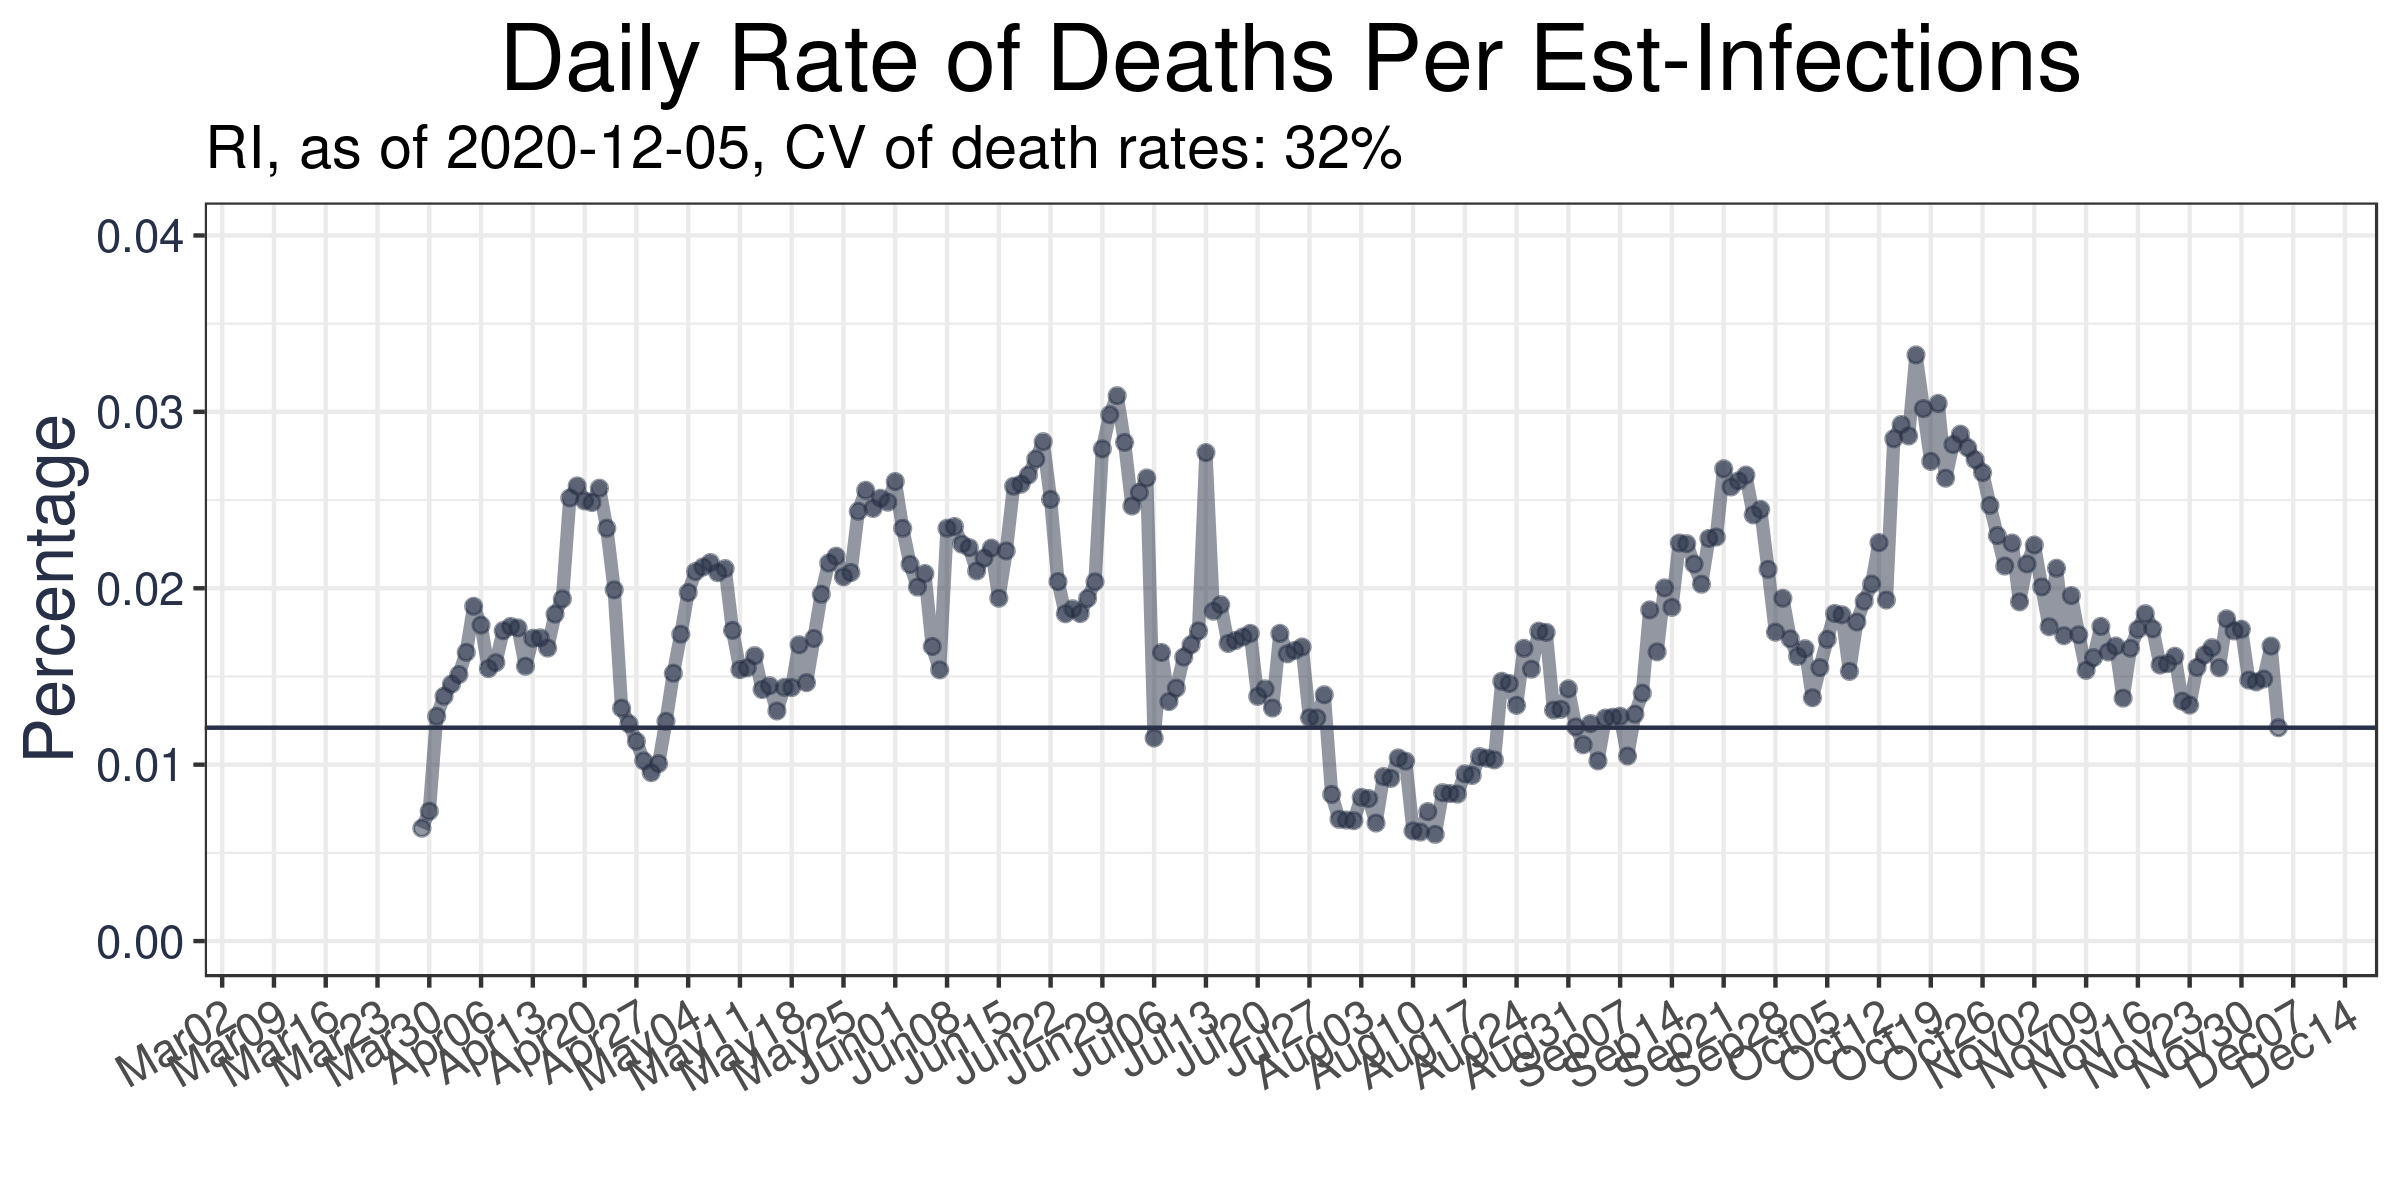 Daily Rate of Deaths Per Est-Infections
RI, as of 2020-12-05, CV of death rates: 32%
Percentage
0.04
0.03
0.02
0.01
0.00
Mar02
Mar09
Mar16
Mar23
Mar30
Apr06
Apr13
Apr20
Apr27
May04
May11
May18
May25
Jun01
Jun08
Jun15
Jun22
Jun29
Jul06
Jul13
Jul20
Jul27
Aug03
Aug10
Aug17
Aug24
Aug31
Sep07
Sep14
Sep21
Sep28
Oct05
Oct12
Oct19
Oct26
Nov02
Nov09
Nov16
Nov23
Nov30
Dec07
Dec14